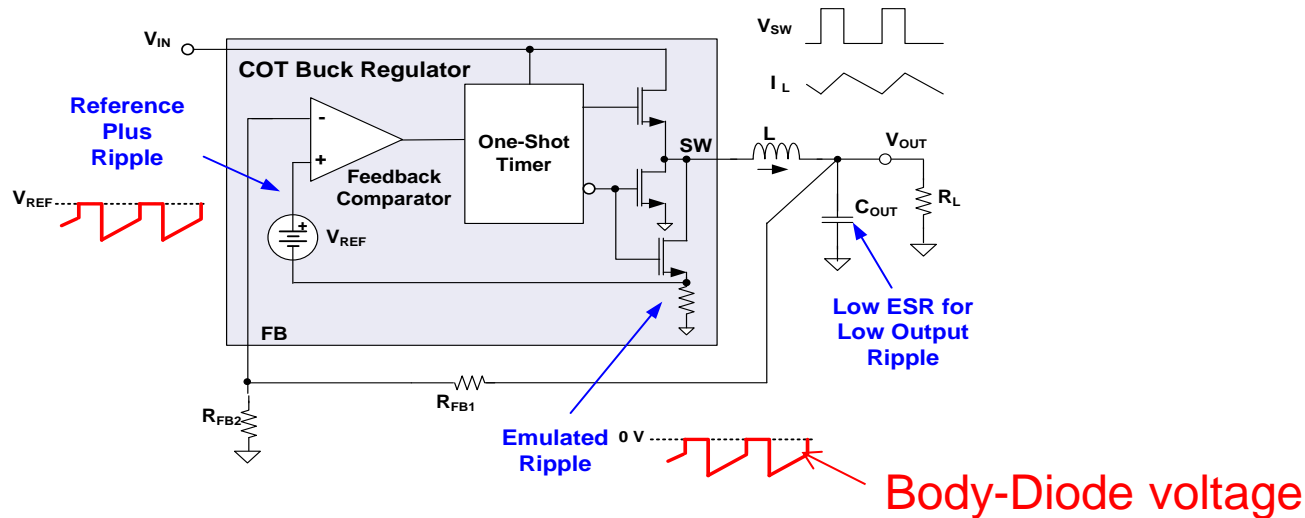 VSW
VIN
COT Buck Regulator
IL
Reference
Plus
Ripple
-
+
One-Shot
Timer
SW
L
VOUT
Feedback
Comparator
VREF
RL
COUT
VREF
Low ESR for
Low Output
Ripple
FB
RFB1
RFB2
Emulated
Ripple
0 V
Body-Diode voltage